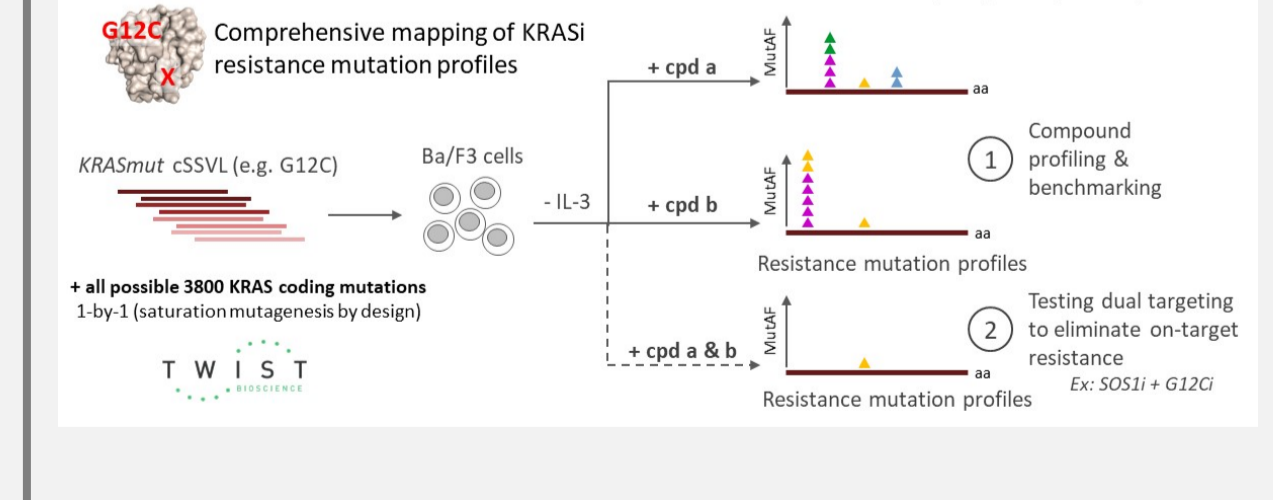 G12C
X
Comprehensive mapping of KRASi
resistance mutation profiles
KRASmut cSSVL (e.g. G12C)
+ all possible 3800 KRAS coding mutations
1-by-1 (saturation mutagenesis by design)
TWIST
BIOSCIENCE
Ba/F3 cells
- IL-3
+ cpd a
MutAF
aa
+ cpd b
MutAF
aa
Resistance mutation profiles
1
Compound
profiling &
benchmarking
+ cpd a & b
MutAF
aa
Resistance mutation profiles
2
Testing dual targeting
to eliminate on-target
resistance
Ex: SOS1i + G12Ci